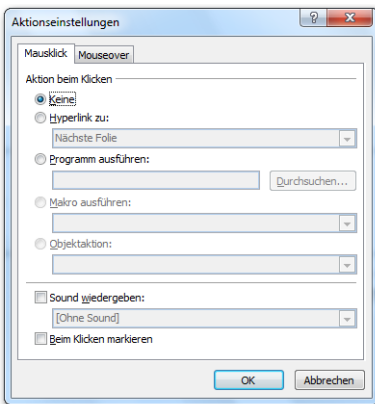 Aktionseinstellungen
Mausklick Mouseover
Aktion beim Klicken
Keine
Hyperlink zu:
Nächste Folie
Programm ausführen:
Durchsuchen...
Makro ausführen:
Objektaktion:
Sound wiedergeben:
[Ohne Sound]
Beim Klicken markieren
OK Abbrechen